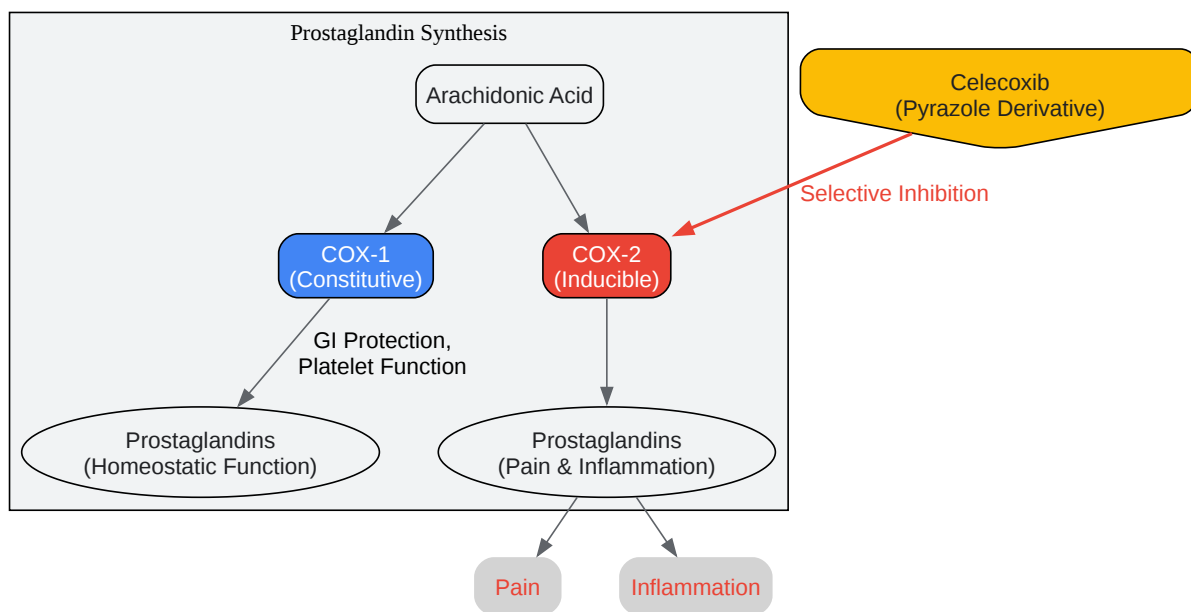 Prostaglandin Synthesis
Arachidonic Acid
Celecoxib
(Pyrazole Derivative)
Selective Inhibition
COX-1
(Constitutive)
COX-2
(Inducible)
GI Protection,
Platelet Function
Prostaglandins
(Homeostatic Function)
Prostaglandins
(Pain & Inflammation)
Pain
Inflammation